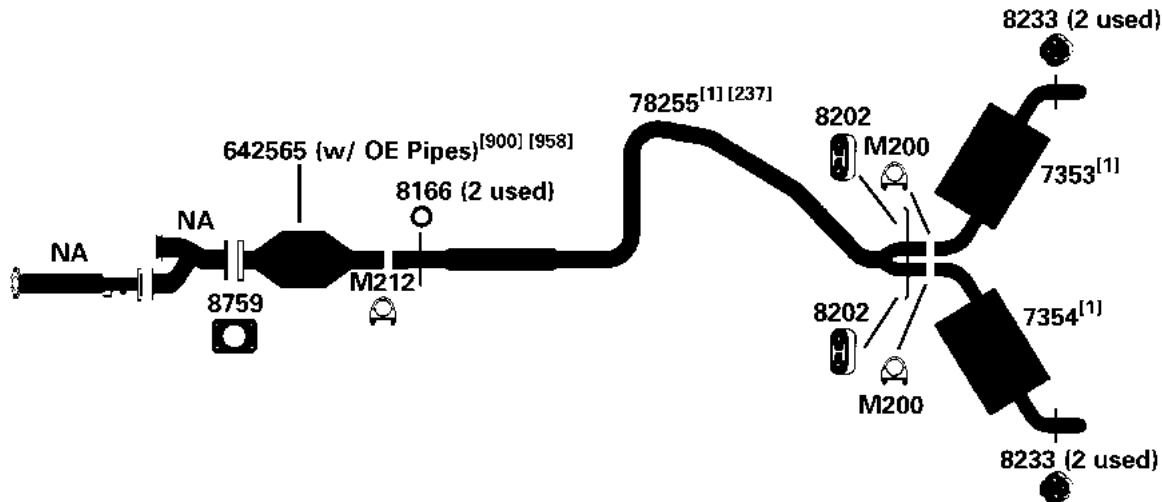 8233 (2 used)
78255[1] [237]
8202
M200
642565 (w/ OE Pipes)[900] [958]
7353[1]
8166 (2 used)
NA
NA
M212
8759
8202
7354[1]
M200
8233 (2 used)